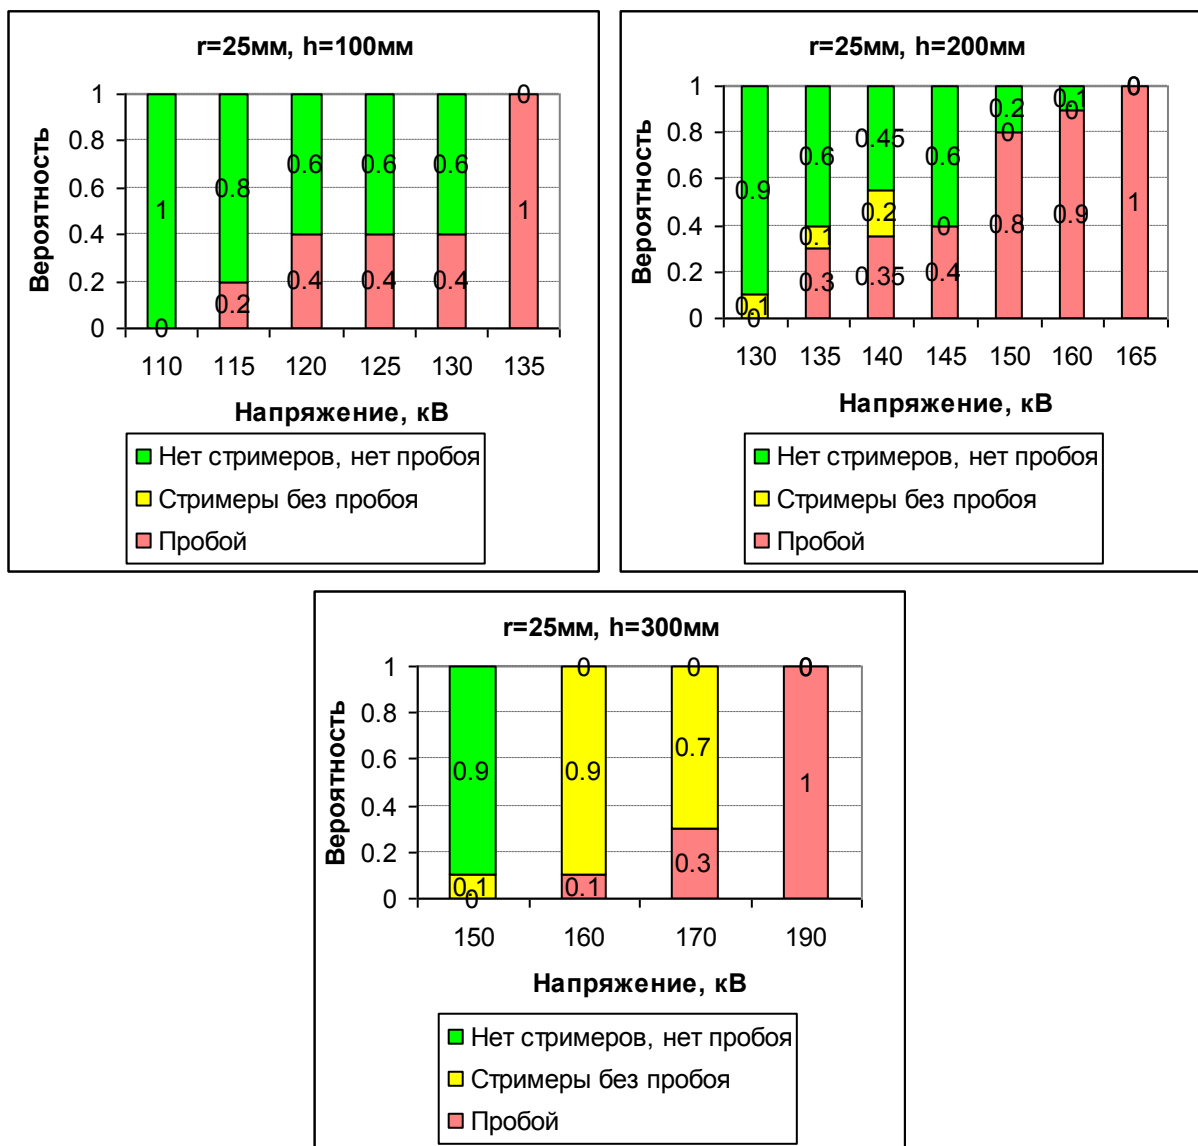 r=25мм, h=100мм
Вероятность
1
0.8
0.6
0.4
0.2
0
1
0
0.8
0.2
0.6
0.4
0.6
0.4
0.6
0.4
0
1
110 115 120 125 130 135
Напряжение, кВ
Нет стримеров, нет пробоя
Стримеры без пробоя
Пробой
r=25мм, h=200мм
Вероятность
1
0.8
0.6
0.4
0.2
0
0.9
0.1
0
0.6
0.1
0.3
0.45
0.2
0.35
0.6
0
0.4
0.2
0
0.8
0.1
0
0.9
0
1
130 135 140 145 150 160 165
Напряжение, кВ
Нет стримеров, нет пробоя
Стримеры без пробоя
Пробой
r=25мм, h=300мм
Вероятность
1
0.8
0.6
0.4
0.2
0
0.9
0.1
0
0
0.9
0.1
0
0.7
0.3
0
1
150 160 170 190
Напряжение, кВ
Нет стримеров, нет пробоя
Стримеры без пробоя
Пробой